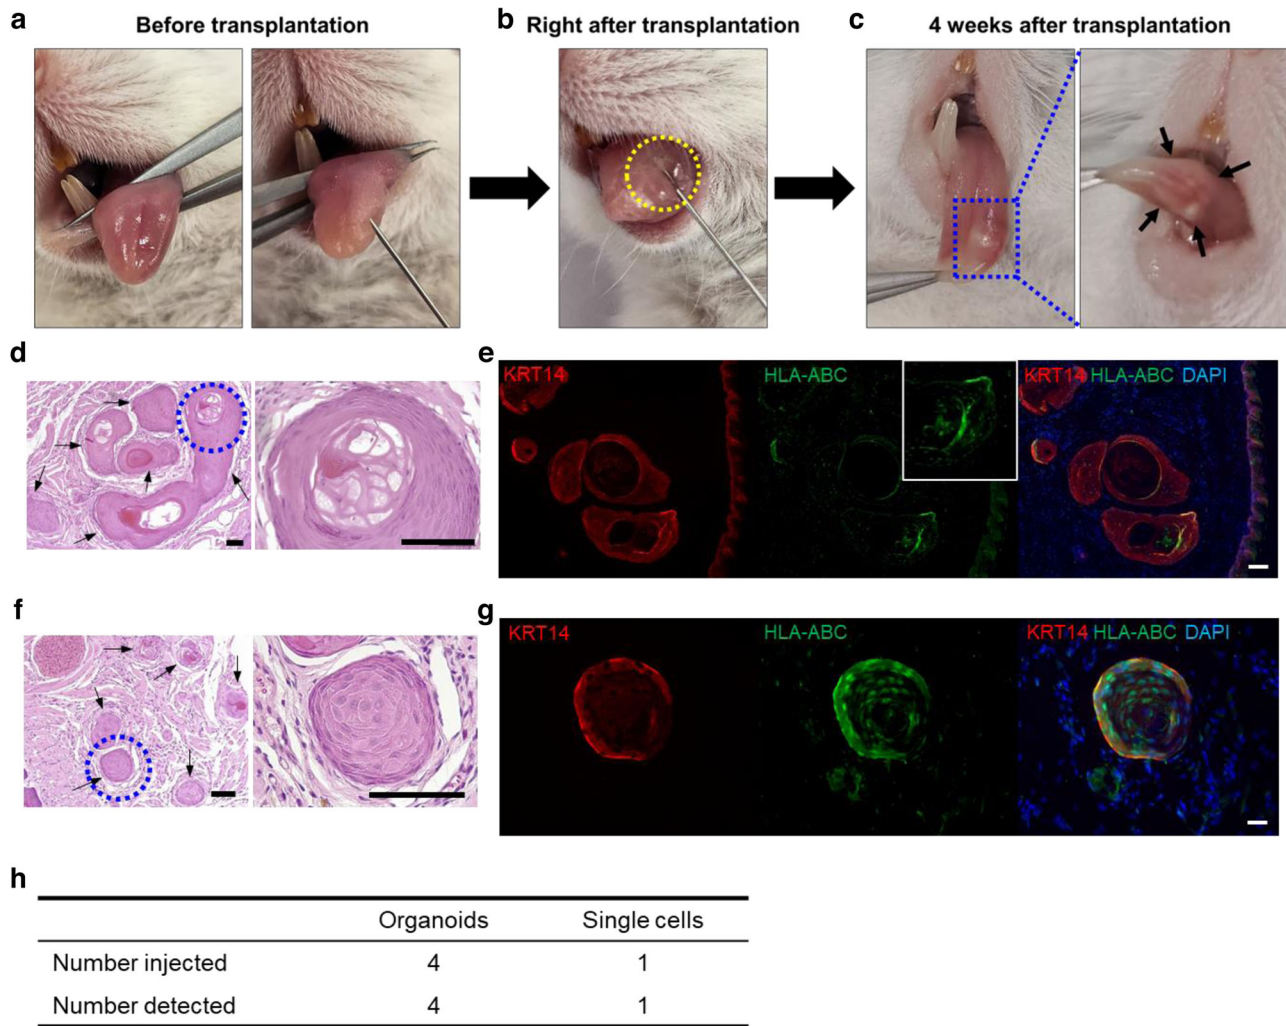 a Before transplantation
b Right after transplantation
c 4 weeks after transplantation
d
e
KRT14
HLA-ABC
KRT14 HLA-ABC DAPI
f
g
KRT14
HLA-ABC
KRT14 HLA-ABC DAPI
h
Organoids Single cells
Number injected 4 1
Number detected 4 1